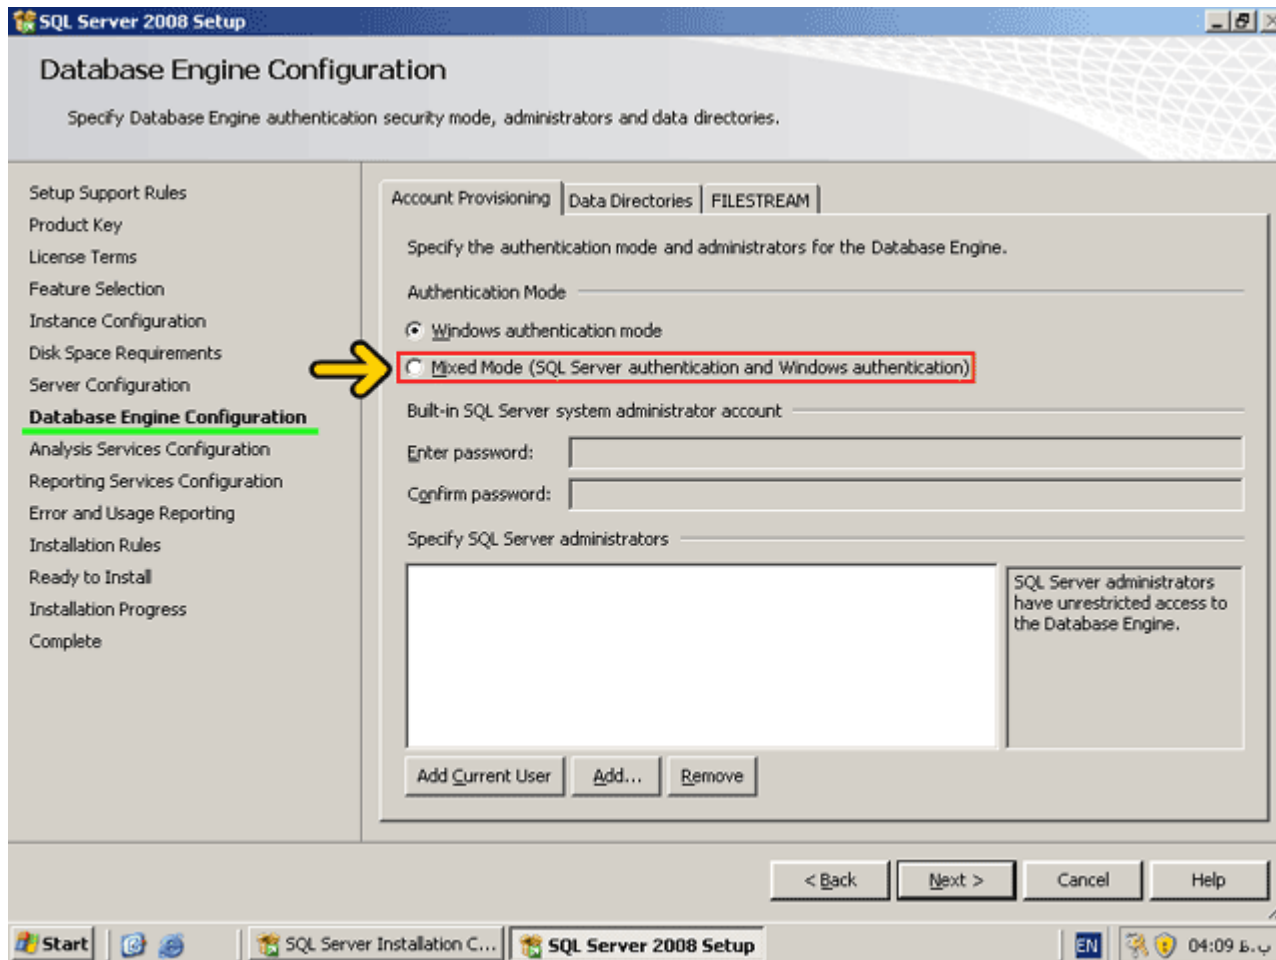 SQL Server 2008 Setup
Database Engine Configuration
Specify Database Engine authentication security mode, administrators and data directories.
Setup Support Rules
Product Key
License Terms
Feature Selection
Instance Configuration
Disk Space Requirements
Server Configuration
Database Engine Configuration
Analysis Services Configuration
Reporting Services Configuration
Error and Usage Reporting
Installation Rules
Ready to Install
Installation Progress
Complete
Account Provisioning Data Directories FILESTREAM
Specify the authentication mode and administrators for the Database Engine.
Authentication Mode
Windows authentication mode
Mixed Mode (SQL Server authentication and Windows authentication)
Built-in SQL Server system administrator account
Enter password:
Confirm password:
Specify SQL Server administrators
SQL Server administrators
have unrestricted access to
the Database Engine.
Add Current User Add... Remove
< Back Next > Cancel Help
Start SQL Server Installation C... SQL Server 2008 Setup EN 04:09 ب.ظ